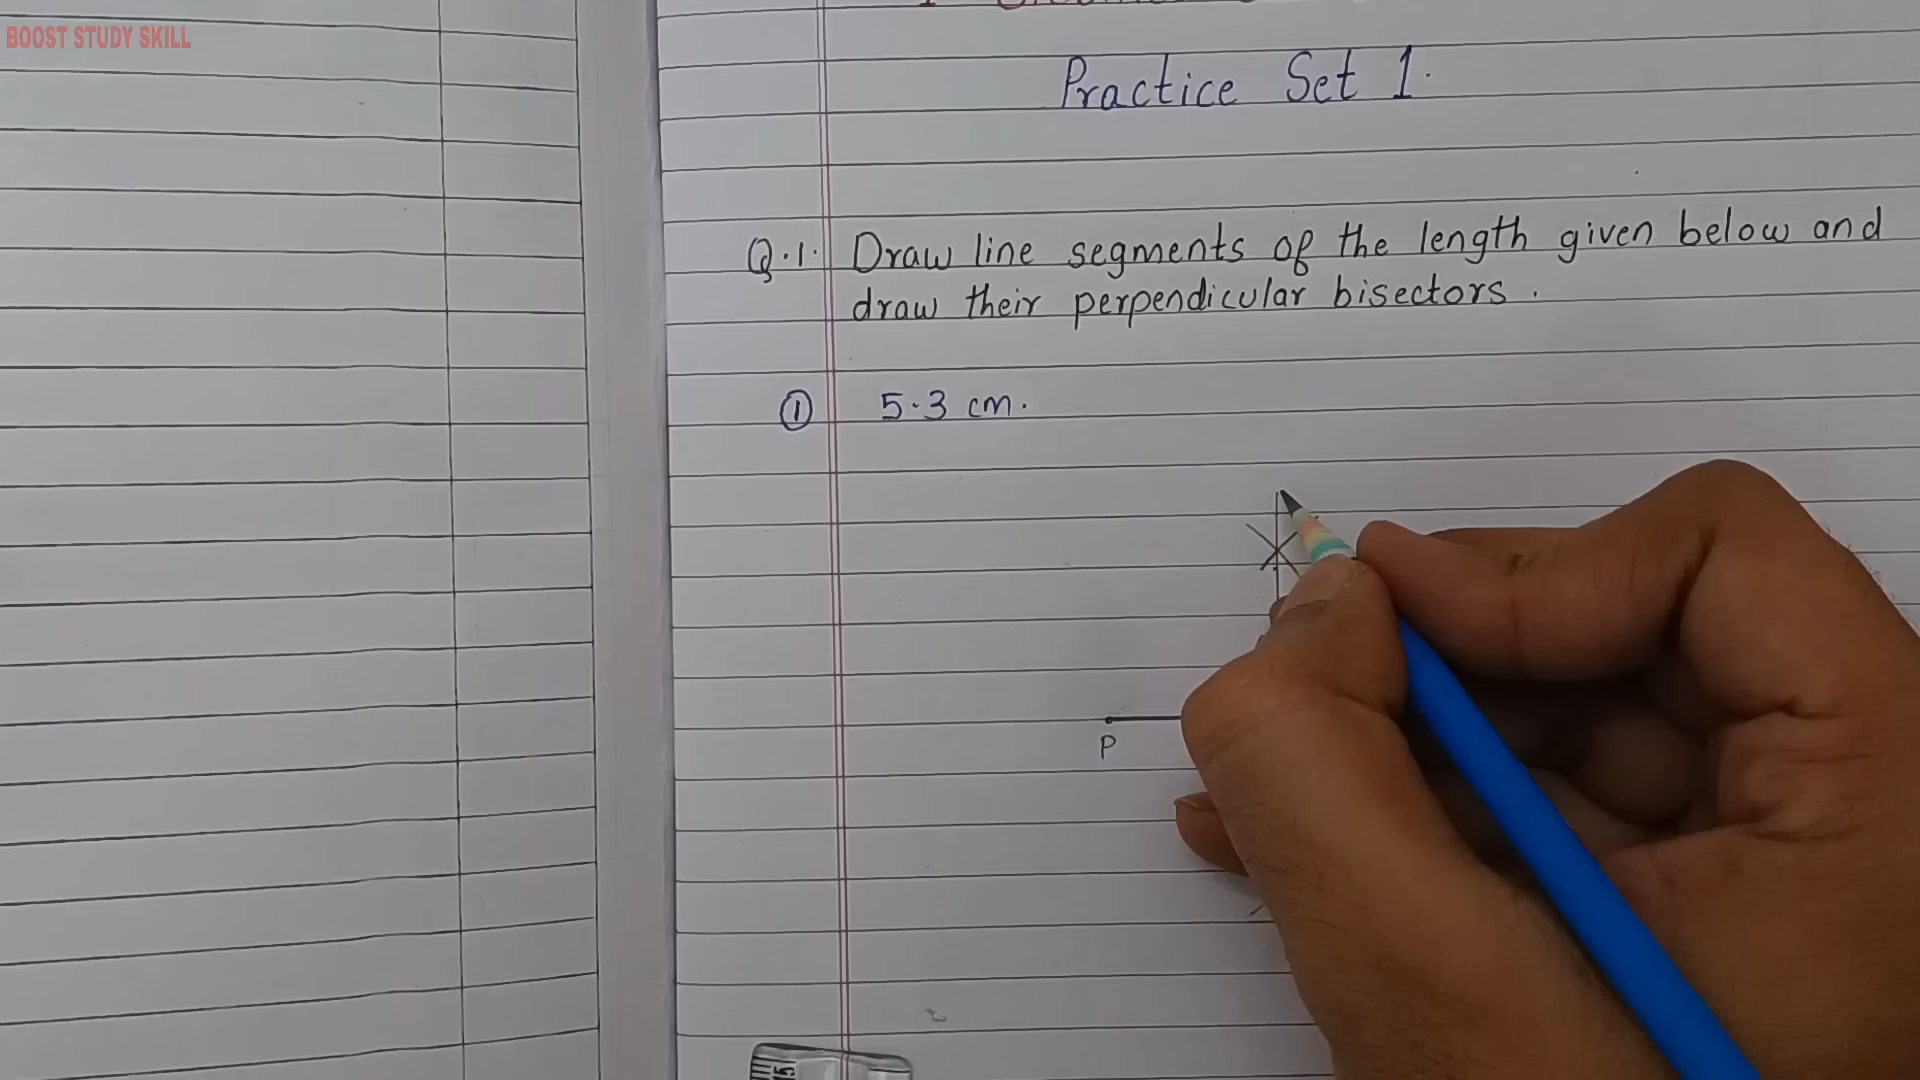 BOOST STUDY SKILL
Practice Set 1.
Q.1. Draw line segments of the length given below and
draw their perpendicular bisectors.
① 5.3 cm.
P
15